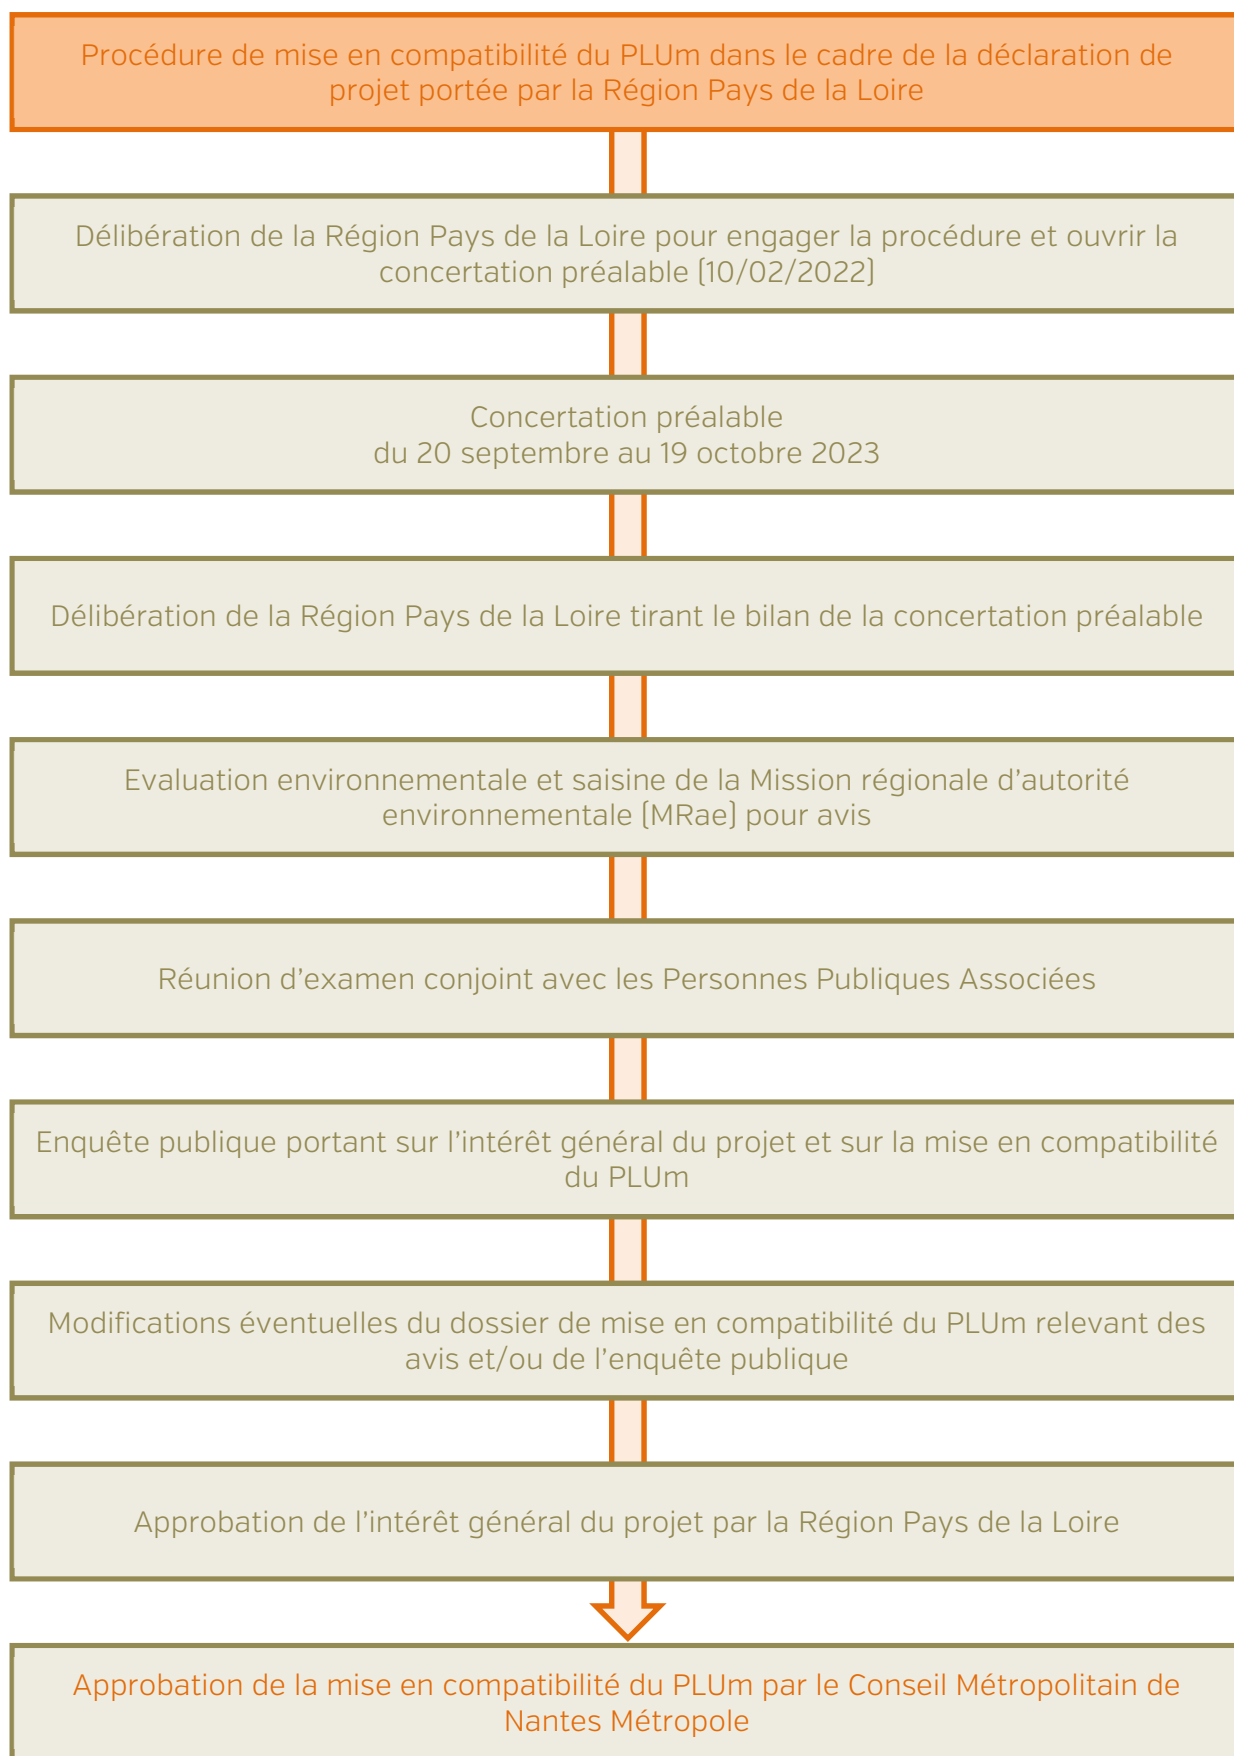 Procédure de mise en compatibilité du PLUm dans le cadre de la déclaration de
projet portée par la Région Pays de la Loire
Délibération de la Région Pays de la Loire pour engager la procédure et ouvrir la
concertation préalable (10/02/2022)
Concertation préalable
du 20 septembre au 19 octobre 2023
Délibération de la Région Pays de la Loire tirant le bilan de la concertation préalable
Evaluation environnementale et saisine de la Mission régionale d’autorité
environnementale (MRae) pour avis
Réunion d’examen conjoint avec les Personnes Publiques Associées
Enquête publique portant sur l’intérêt général du projet et sur la mise en compatibilité
du PLUm
Modifications éventuelles du dossier de mise en compatibilité du PLUm relevant des
avis et/ou de l’enquête publique
Approbation de l’intérêt général du projet par la Région Pays de la Loire
Approbation de la mise en compatibilité du PLUm par le Conseil Métropolitain de
Nantes Métropole